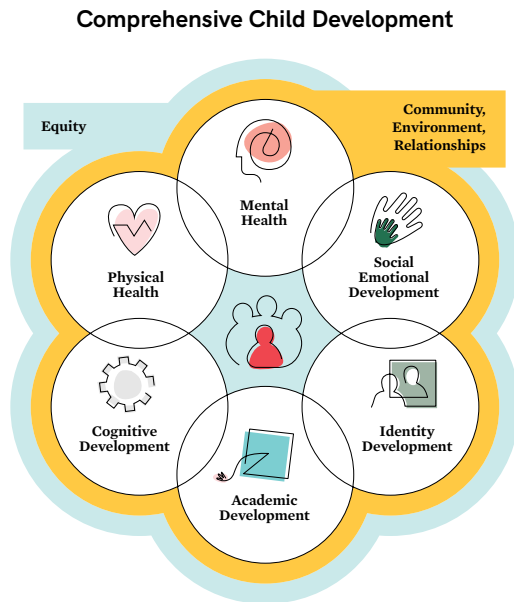 Comprehensive Child Development
Equity
Community,
Environment,
Relationships
Mental
Health
Physical
Health
Social
Emotional
Development
Cognitive
Development
Identity
Development
Academic
Development